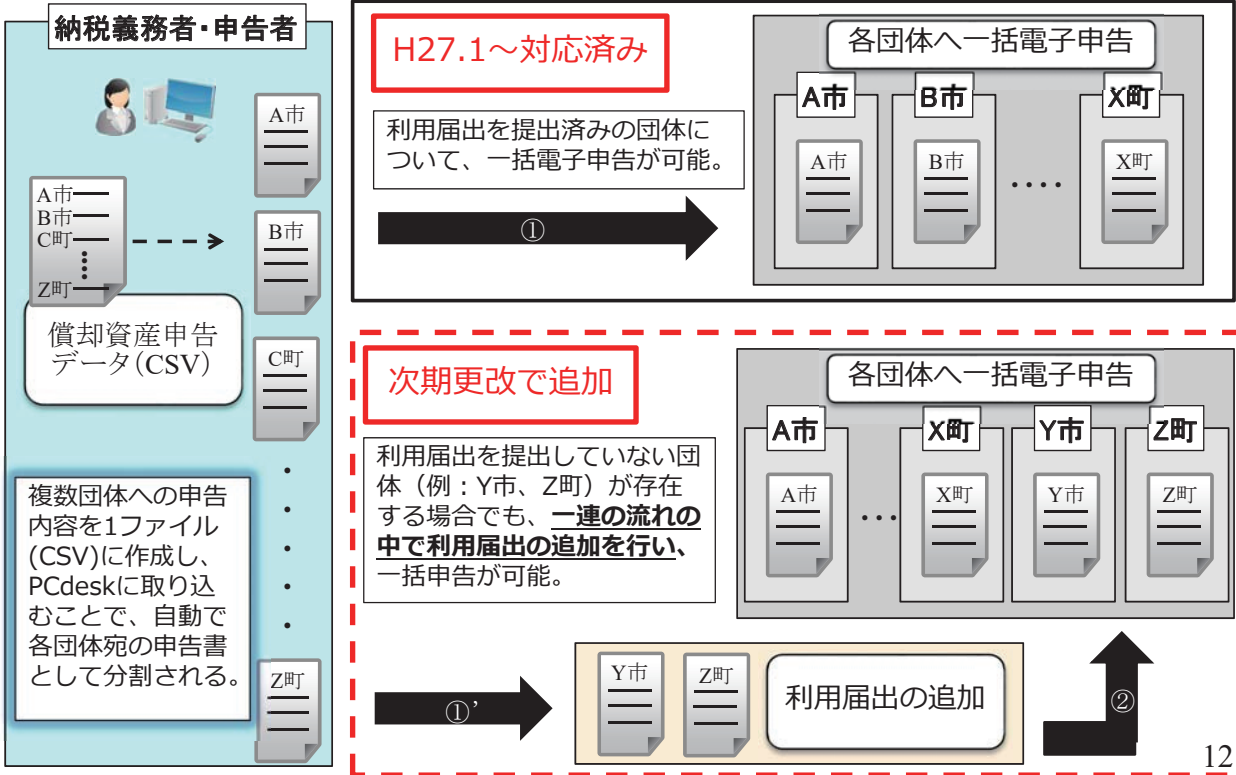 納税義務者・申告者
A市
A市
B市
C町
Z町
B市
償却資産申告
データ(CSV)
C町
複数団体への申告
内容を1ファイル
(CSV)に作成し、
PCdeskに取り込
むことで、自動で
各団体宛の申告書
として分割される。
Z町
H27.1～対応済み
利用届出を提出済みの団体に
ついて、一括電子申告が可能。
①
各団体へ一括電子申告
A市
B市
X町
A市
B市
‥‥
X町
次期更改で追加
利用届出を提出していない団
体（例：Y市、Z町）が存在
する場合でも、一連の流れの
中で利用届出の追加を行い、
一括申告が可能。
各団体へ一括電子申告
A市
X町
Y市
Z町
A市
…
X町
Y市
Z町
①’
Y市
Z町
利用届出の追加
②
12